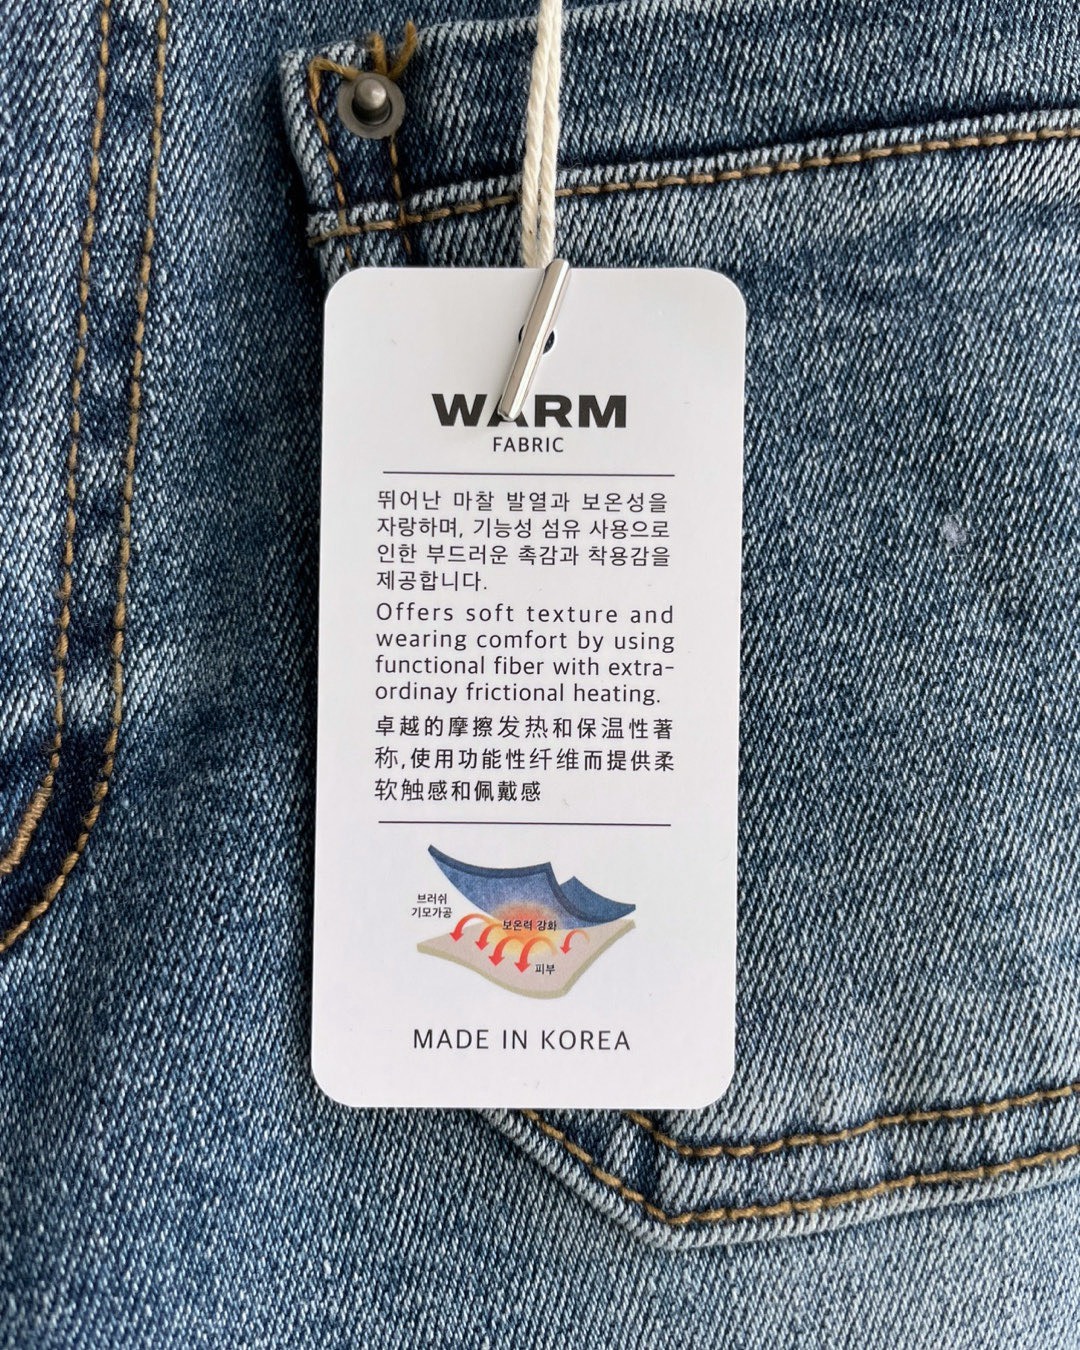 WARM
FABRIC
뛰어난 마찰 발열과 보온성을
자랑하며, 기능성 섬유 사용으로
인한 부드러운 촉감과 착용감을
제공합니다.
Offers soft texture and
wearing comfort by using
functional fiber with extra-
ordinay frictional heating.
卓越的摩擦发热和保温性著
称,使用功能性纤维而提供柔
软触感和佩戴感
브러쉬
기모가공
보온력 강화
피부
MADE IN KOREA